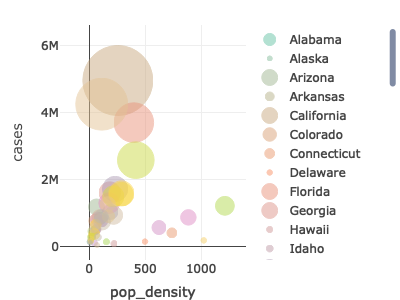 cases
6M
4M
2M
0
0
500
1000
pop_density
Alabama
Alaska
Arizona
Arkansas
California
Colorado
Connecticut
Delaware
Florida
Georgia
Hawaii
Idaho